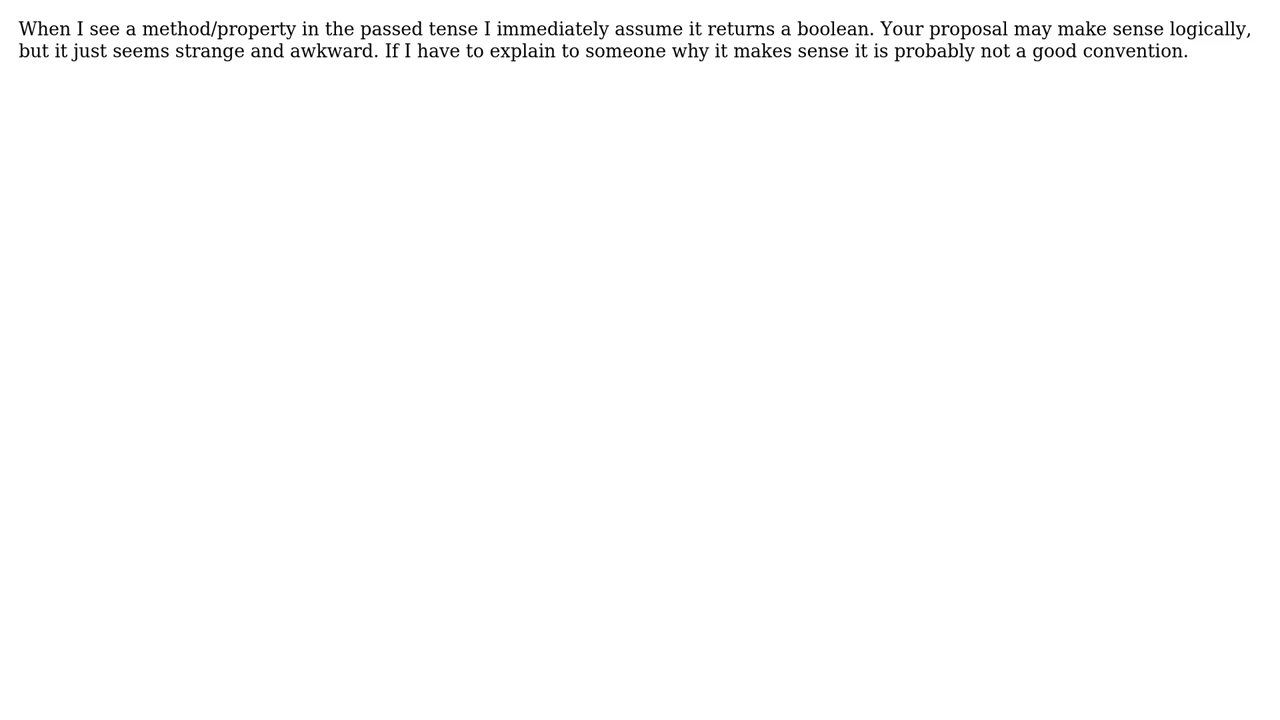 When I see a method/property in the passed tense I immediately assume it returns a boolean. Your proposal may make sense logically,
but it just seems strange and awkward. If I have to explain to someone why it makes sense it is probably not a good convention.